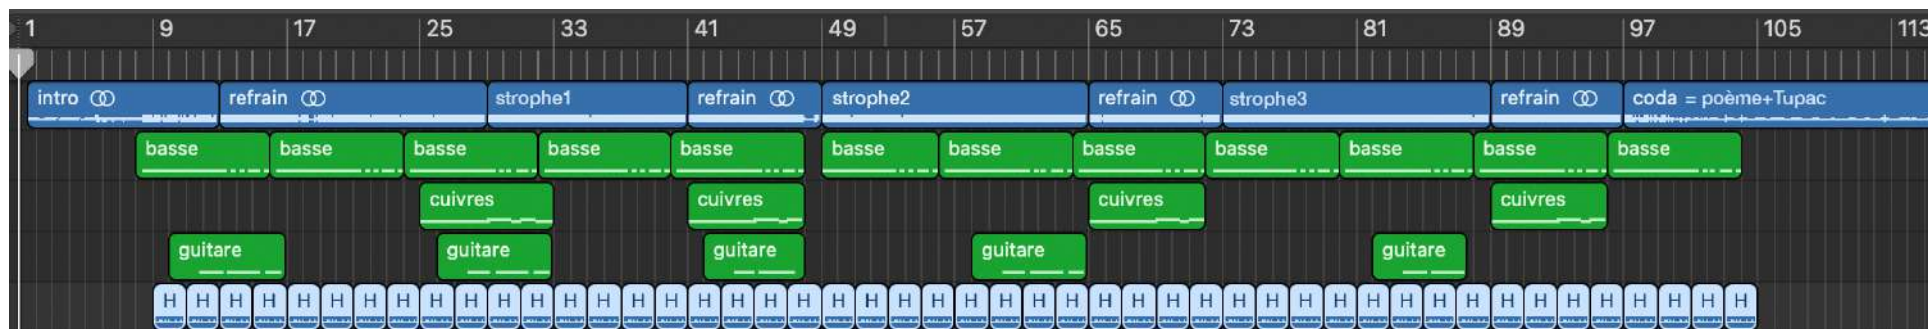 1 9 17 25 33 41 49 57 65 73 81 89 97 105 113
intro refrain strophe1 refrain strophe2 refrain strophe3 refrain coda = poème+Tupac
basse basse basse basse basse basse basse basse basse basse basse basse
cuivres cuivres cuivres cuivres
guitare guitare guitare guitare guitare
H H H H H H H H H H H H H H H H H H H H H H H H H H H H H H H H H H H H H H H H H H H H H H H H